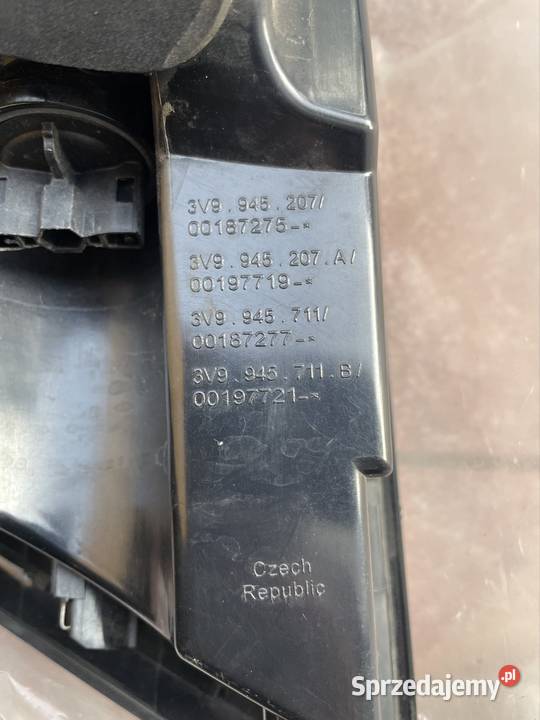 3V9.945.207/
00187275-*
3V9.945.207.A/
00197719-*
3V9.945.711/
00187277-*
3V9.945.711.B/
00197721-*
Czech
Republic
Sprzedajemy.pl